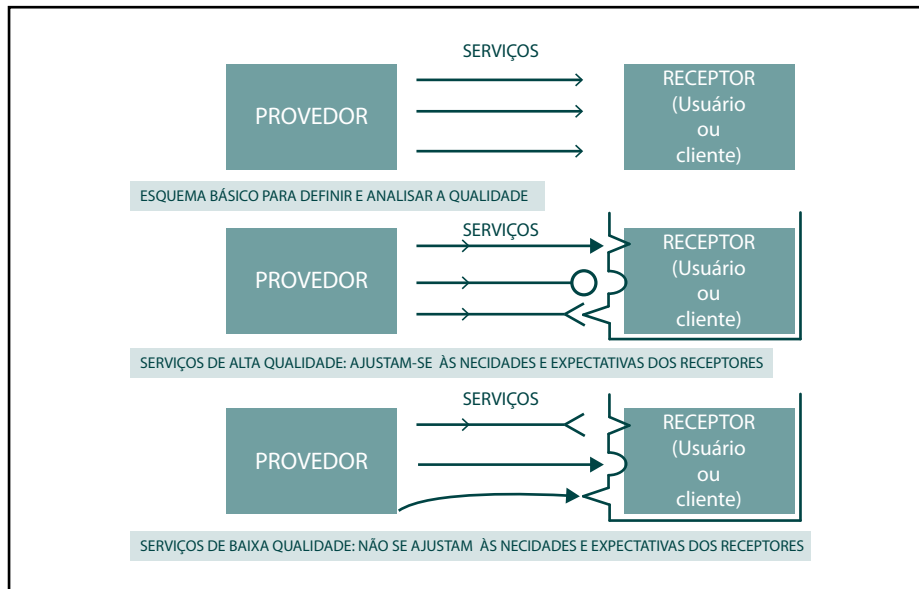 SERVIÇOS
PROVEDOR
RECEPTOR
(Usuário
ou
cliente)
ESQUEMA BÁSICO PARA DEFINIR E ANALISAR A QUALIDADE
SERVIÇOS
PROVEDOR
RECEPTOR
(Usuário
ou
cliente)
SERVIÇOS DE ALTA QUALIDADE: AJUSTAM-SE ÀS NECIDADES E EXPECTATIVAS DOS RECEPTORES
SERVIÇOS
PROVEDOR
RECEPTOR
(Usuário
ou
cliente)
SERVIÇOS DE BAIXA QUALIDADE: NÃO SE AJUSTAM ÀS NECIDADES E EXPECTATIVAS DOS RECEPTORES